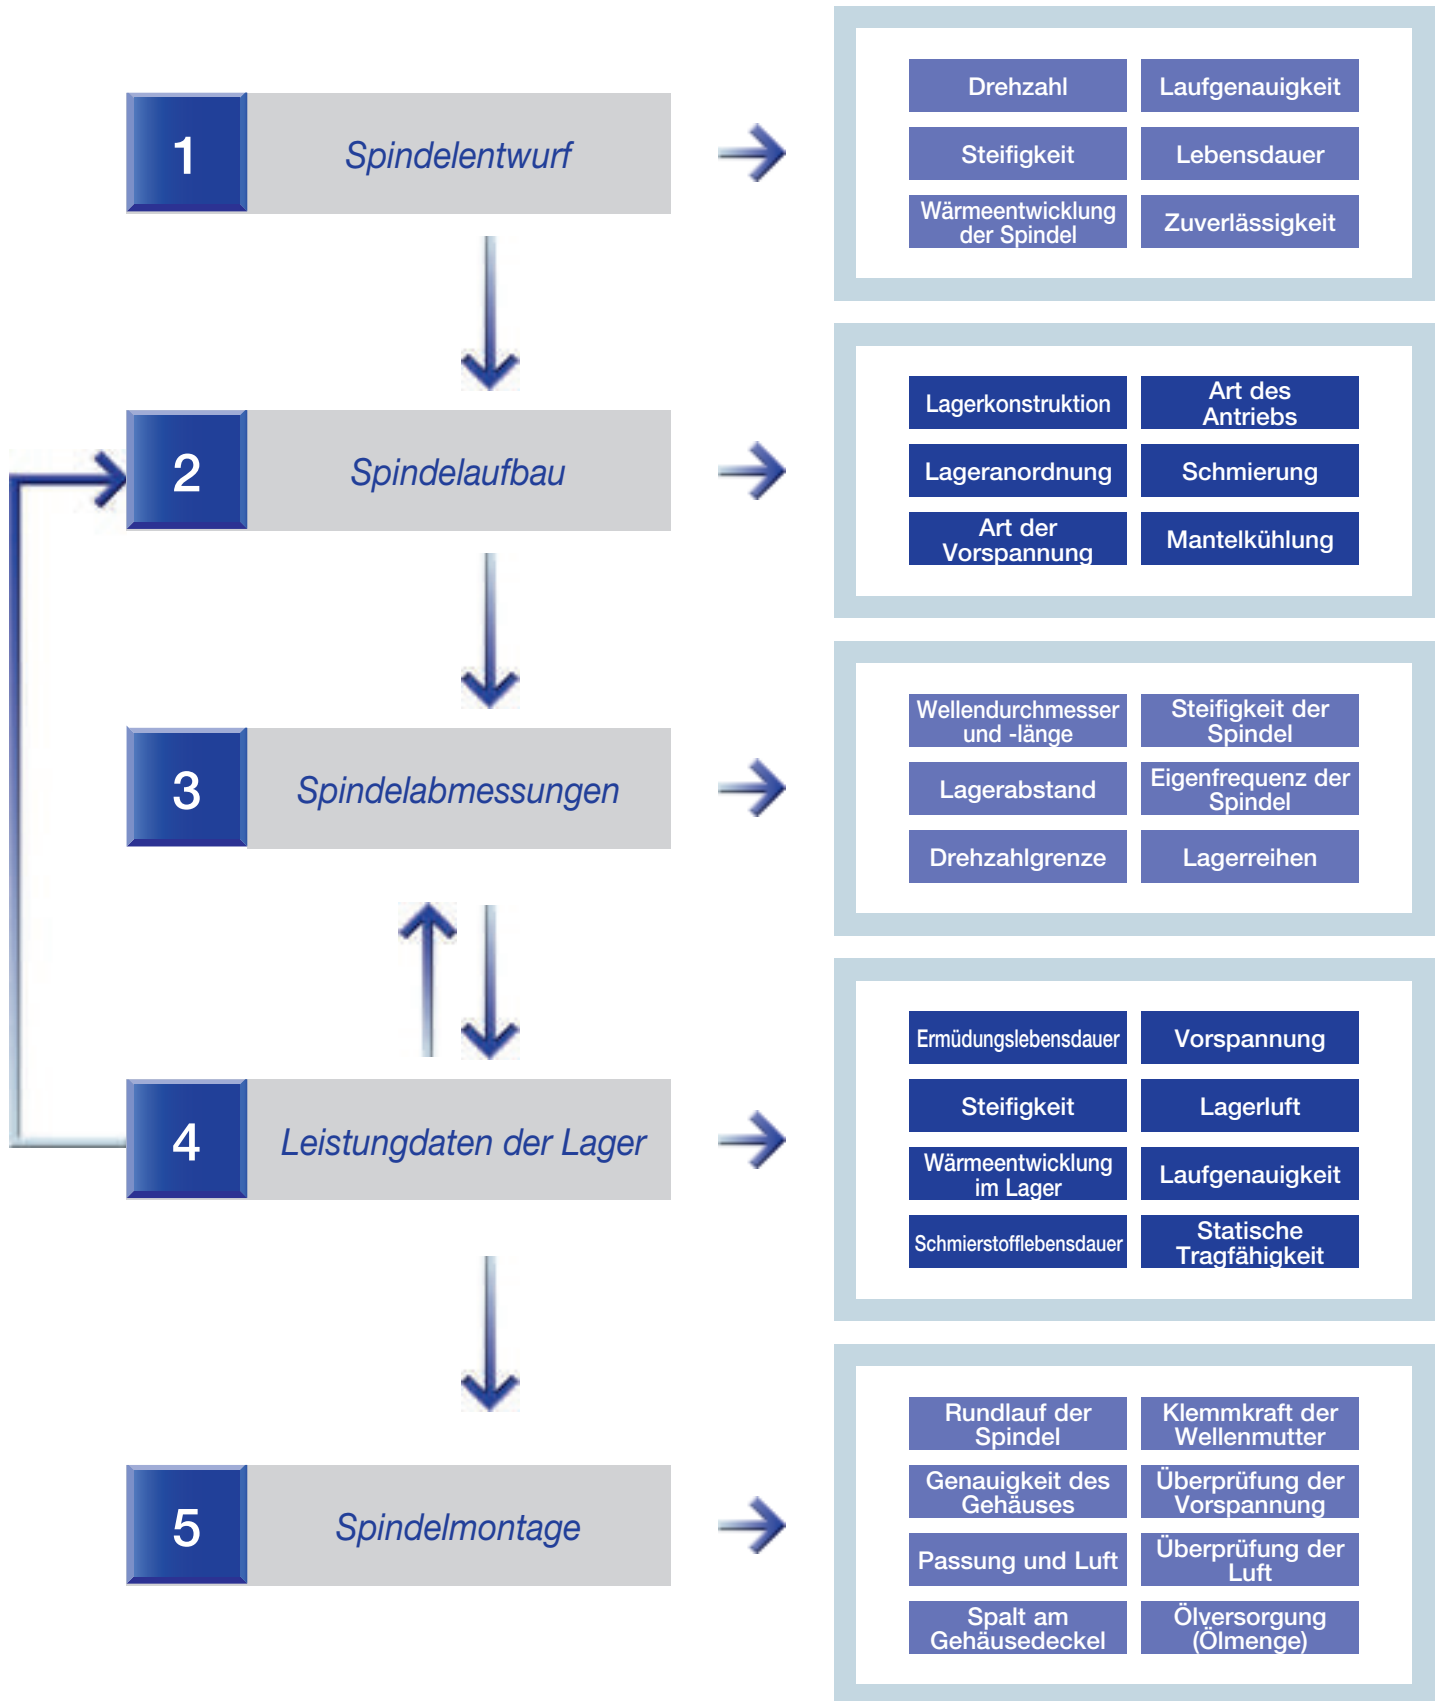 1
Spindelentwurf
Drehzahl
Laufgenauigkeit
Steifigkeit
Lebensdauer
Wärmeentwicklung
der Spindel
Zuverlässigkeit
2
Spindelaufbau
Lagerkonstruktion
Art des
Antriebs
Lageranordnung
Schmierung
Art der
Vorspannung
Mantelkühlung
3
Spindelabmessungen
Wellendurchmesser
und -länge
Steifigkeit der
Spindel
Lagerabstand
Eigenfrequenz der
Spindel
Drehzahlgrenze
Lagerreihen
4
Leistungdaten der Lager
Ermüdungslebensdauer
Vorspannung
Steifigkeit
Lagerluft
Wärmeentwicklung
im Lager
Laufgenauigkeit
Schmierstofflebensdauer
Statische
Tragfähigkeit
5
Spindelmontage
Rundlauf der
Spindel
Klemmkraft der
Wellenmutter
Genauigkeit des
Gehäuses
Überprüfung der
Vorspannung
Passung und Luft
Überprüfung der
Luft
Spalt am
Gehäusedeckel
Ölversorgung
(Ölmenge)